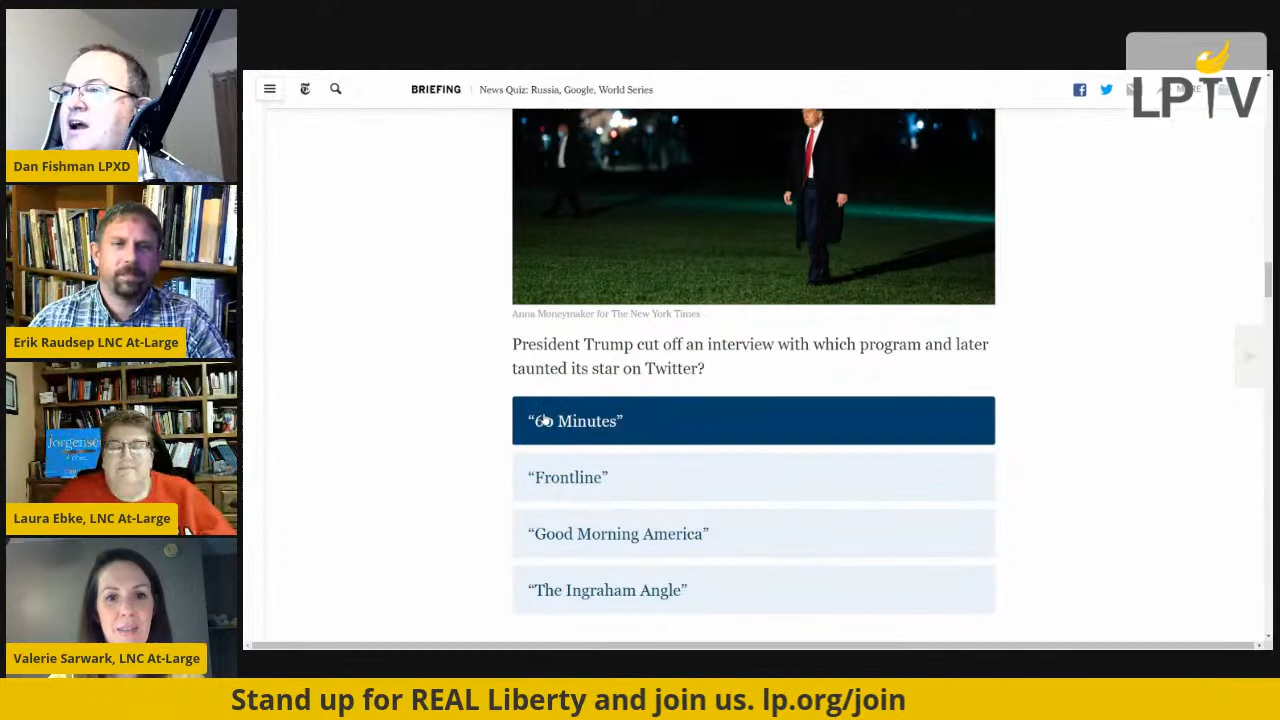 Dan Fishman LPXD
Erik Raudsep LNC At-Large
Jorgensen
Laura Ebke, LNC At-Large
Valerie Sarwark, LNC At-Large
BRIEFING
News Quiz: Russia, Google, World Series
MORE
LPTV
Anna Moneymaker for The New York Times
President Trump cut off an interview with which program and later
taunted its star on Twitter?
“60 Minutes”
“Frontline”
“Good Morning America”
“The Ingraham Angle”
Stand up for REAL Liberty and join us. lp.org/join